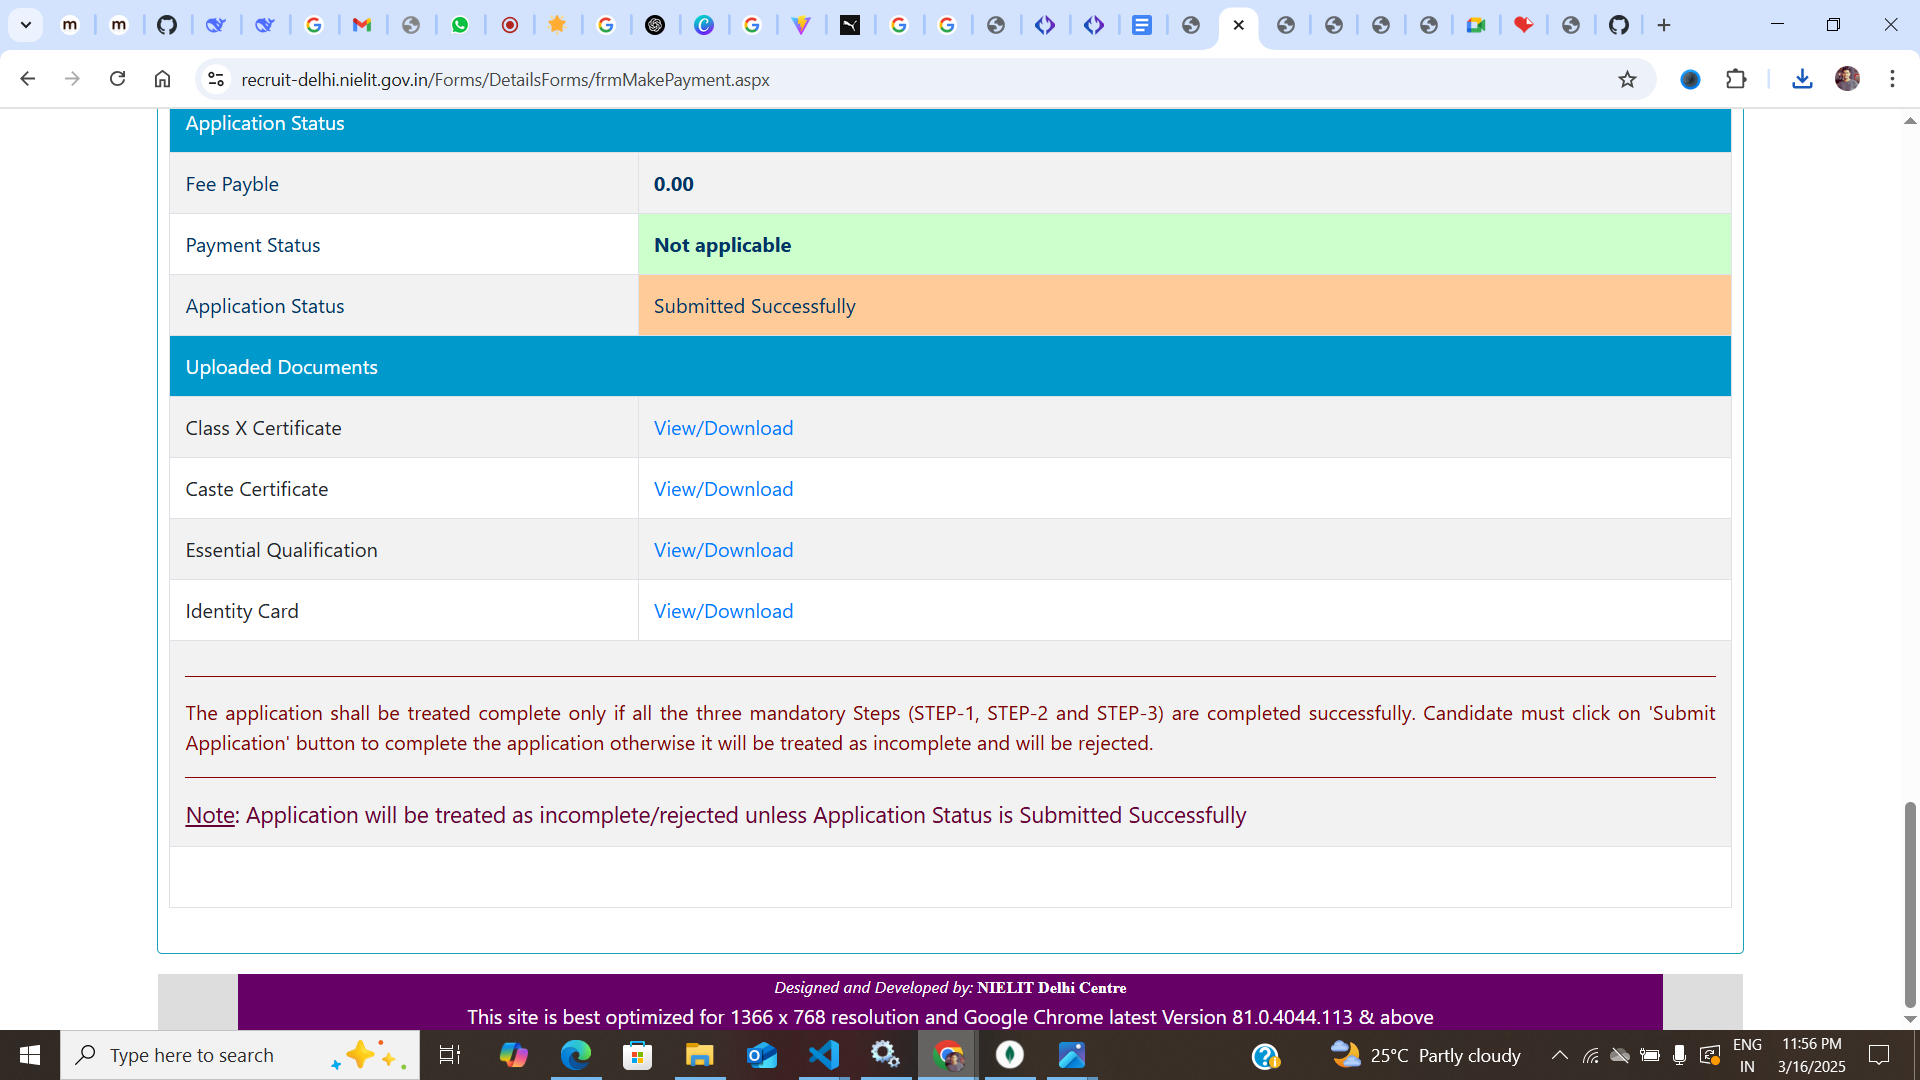 recruit-delhi.nielit.gov.in/Forms/DetailsForms/frmMakePayment.aspx
Application Status
Fee Payble 0.00
Payment Status Not applicable
Application Status Submitted Successfully
Uploaded Documents
Class X Certificate View/Download
Caste Certificate View/Download
Essential Qualification View/Download
Identity Card View/Download
The application shall be treated complete only if all the three mandatory Steps (STEP-1, STEP-2 and STEP-3) are completed successfully. Candidate must click on 'Submit
Application' button to complete the application otherwise it will be treated as incomplete and will be rejected.
Note: Application will be treated as incomplete/rejected unless Application Status is Submitted Successfully
Designed and Developed by: NIELIT Delhi Centre
This site is best optimized for 1366 x 768 resolution and Google Chrome latest Version 81.0.4044.113 & above
Type here to search
25°C Partly cloudy
ENG
IN
11:56 PM
3/16/2025